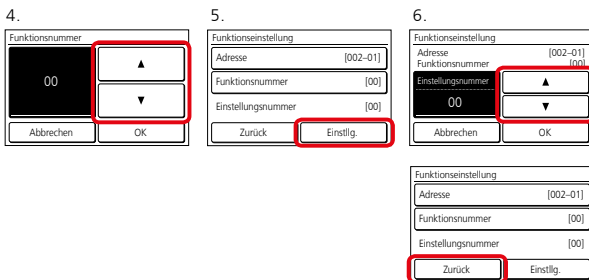 4.
Funktionsnummer
00
▲
▼
Abbrechen OK
5.
Funktionseinstellung
Adresse [002–01]
Funktionsnummer [00]
Einstellungsnummer [00]
Zurück Einstllg.
6.
Funktionseinstellung
Adresse [002–01]
Funktionsnummer [00]
Einstellungsnummer
00
▲
▼
Abbrechen OK
Funktionseinstellung
Adresse [002–01]
Funktionsnummer [00]
Einstellungsnummer [00]
Zurück Einstllg.